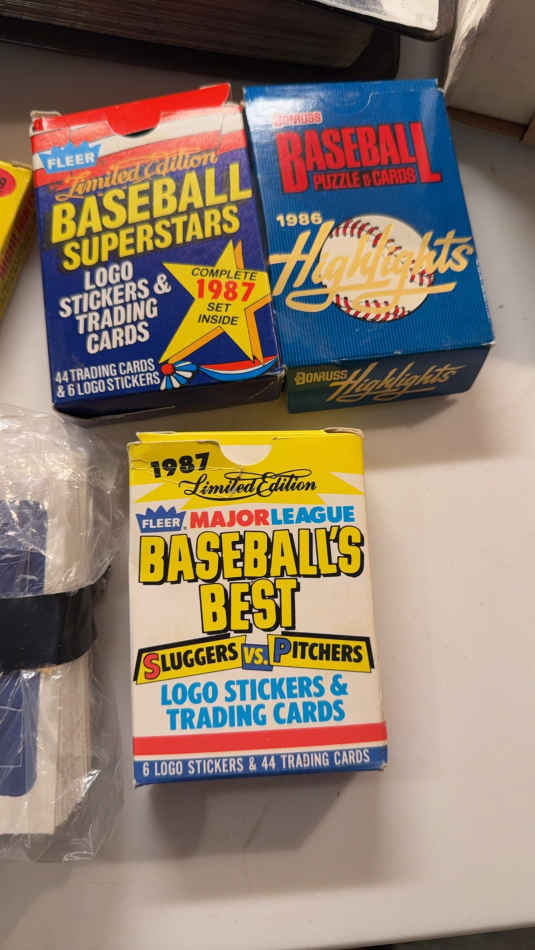 FLEER
Limited Edition
BASEBALL
SUPERSTARS
LOGO
STICKERS &
TRADING
CARDS
COMPLETE
1987
SET
INSIDE
44 TRADING CARDS
& 6 LOGO STICKERS
DONRUSS
BASEBALL
PUZZLE & CARDS
1986
Highlights
DONRUSS Highlights
1987
Limited Edition
FLEER MAJOR LEAGUE
BASEBALL'S
BEST
SLUGGERS VS. PITCHERS
LOGO STICKERS &
TRADING CARDS
6 LOGO STICKERS & 44 TRADING CARDS